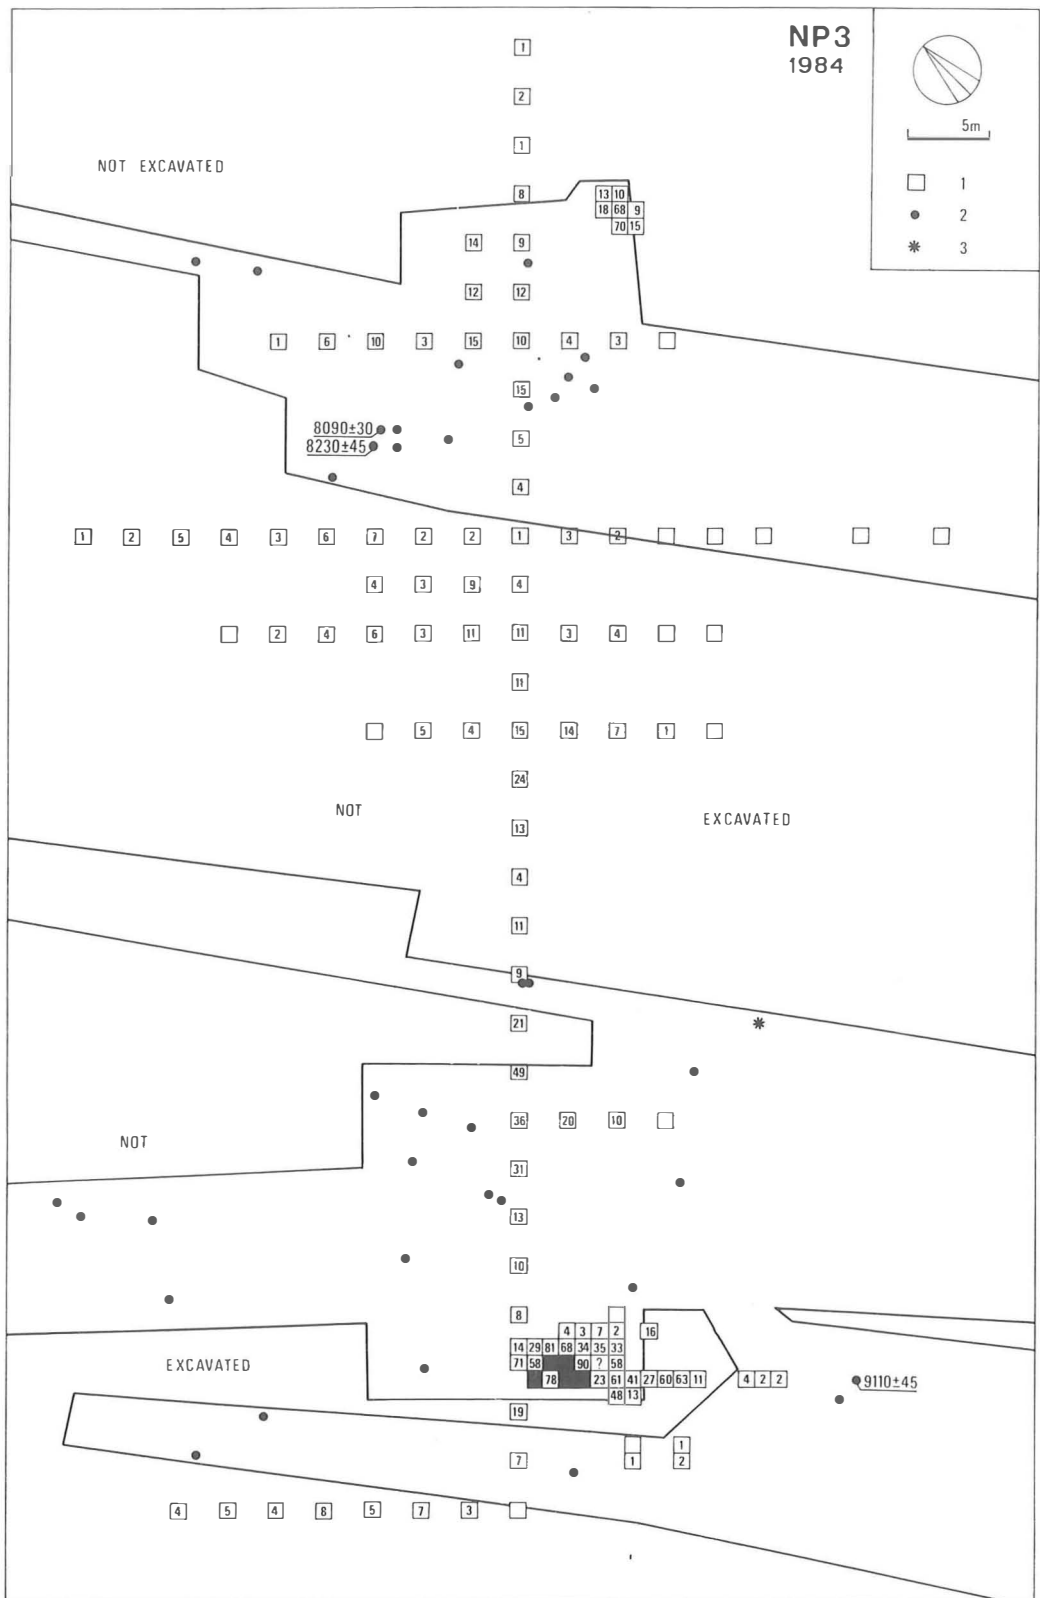 NP3
1984
5m
1
2
3
NOT EXCAVATED
1
2
1
8
13 10
18 68 9
70 15
14 9
12 12
1 6 10 3 15 10 4 3
15
8090±30
5
8230±45
4
1 2 5 4 3 6 7 2 2 1 3 2
4 3 9 4
2 4 6 3 11 11 3 4
11
5 4 15 14 7 1
24
NOT
EXCAVATED
13
4
11
9
21
49
36 20 10
NOT
31
13
10
8
4 3 7 2 16
14 29 81 68 34 35 33
EXCAVATED
71 58 90 ? 58
78 23 61 41 27 60 63 11 4 2 2
9110±45
48 13
19
1
7 1 2
4 5 4 8 5 7 3